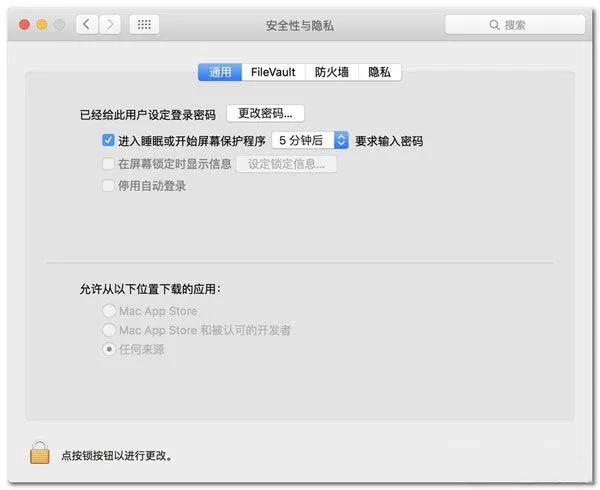 安全性与隐私
搜索
通用 FileVault 防火墙 隐私
已经给此用户设定登录密码 更改密码...
进入睡眠或开始屏幕保护程序 5 分钟后 要求输入密码
在屏幕锁定时显示信息 设定锁定信息...
停用自动登录
允许从以下位置下载的应用：
Mac App Store
Mac App Store 和被认可的开发者
任何来源
点按锁按钮以进行更改。